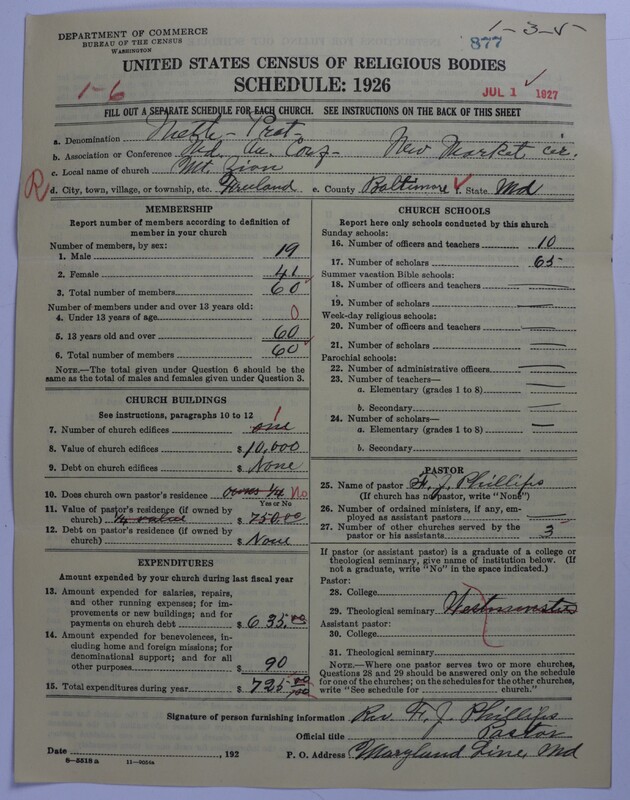 DEPARTMENT OF COMMERCE
BUREAU OF THE CENSUS
WASHINGTON
877
1-3-5-
UNITED STATES CENSUS OF RELIGIOUS BODIES
SCHEDULE: 1926
1-6
JUL 1 1927
FILL OUT A SEPARATE SCHEDULE FOR EACH CHURCH. SEE INSTRUCTIONS ON THE BACK OF THIS SHEET
a. Denomination Meth- Prot-
b. Association or Conference Md. An. Conf- New Market cir.
c. Local name of church Mt. Zion
R d. City, town, village, or township, etc. Freeland e. County Baltimore f. State Md
MEMBERSHIP
Report number of members according to definition of
member in your church
Number of members, by sex:
1. Male 19
2. Female 41
3. Total number of members 60
Number of members under and over 13 years old:
4. Under 13 years of age 0
5. 13 years old and over 60
6. Total number of members 60
NOTE.—The total given under Question 6 should be the
same as the total of males and females given under Question 3.
CHURCH BUILDINGS
See instructions, paragraphs 10 to 12
7. Number of church edifices one 1
8. Value of church edifices $ 10,000
9. Debt on church edifices $ None
10. Does church own pastor's residence owns 1/4 No
Yes or No
11. Value of pastor's residence (if owned by
church) 1/4 value $ 750.00
12. Debt on pastor's residence (if owned by
church) $ None
EXPENDITURES
Amount expended by your church during last fiscal year
13. Amount expended for salaries, repairs,
and other running expenses; for im-
provements or new buildings; and for
payments on church debt $ 635.00
14. Amount expended for benevolences, in-
cluding home and foreign missions; for
denominational support; and for all
other purposes $ 90
15. Total expenditures during year $ 725.00
CHURCH SCHOOLS
Report here only schools conducted by this church
Sunday schools:
16. Number of officers and teachers 10
17. Number of scholars 65
Summer vacation Bible schools:
18. Number of officers and teachers —
19. Number of scholars —
Week-day religious schools:
20. Number of officers and teachers —
21. Number of scholars —
Parochial schools:
22. Number of administrative officers —
23. Number of teachers—
a. Elementary (grades 1 to 8) —
b. Secondary —
24. Number of scholars—
a. Elementary (grades 1 to 8) —
b. Secondary —
PASTOR
25. Name of pastor F. J. Phillips
(If church has no pastor, write "None")
26. Number of ordained ministers, if any, em-
ployed as assistant pastors —
27. Number of other churches served by the
pastor or his assistants 3
If pastor (or assistant pastor) is a graduate of a college or
theological seminary, give name of institution below. (If
not a graduate, write "No" in the space indicated.)
Pastor:
28. College
29. Theological seminary Westminster
Assistant pastor:
30. College
31. Theological seminary
NOTE.—Where one pastor serves two or more churches,
Questions 28 and 29 should be answered only on the schedule
for one of the churches; on the schedules for the other churches,
write "See schedule for church."
Signature of person furnishing information Rev. F. J. Phillips
Official title Pastor
Date , 192
P. O. Address Maryland Line, Md
8-5518 a 11-9034a